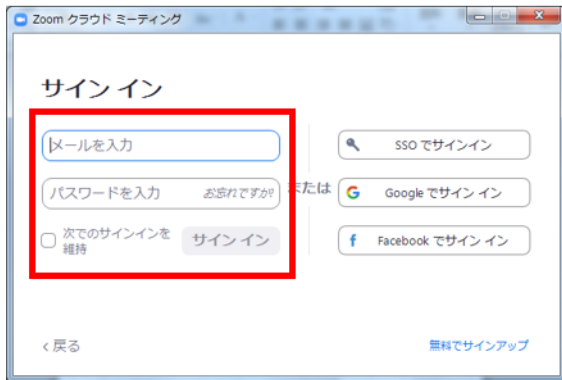 Zoom クラウド ミーティング
サイン イン
メールを入力
パスワードを入力 お忘れですか?
次でのサインインを
維持
サイン イン
または
SSO でサインイン
Google でサイン イン
Facebook でサイン イン
戻る
無料でサインアップ